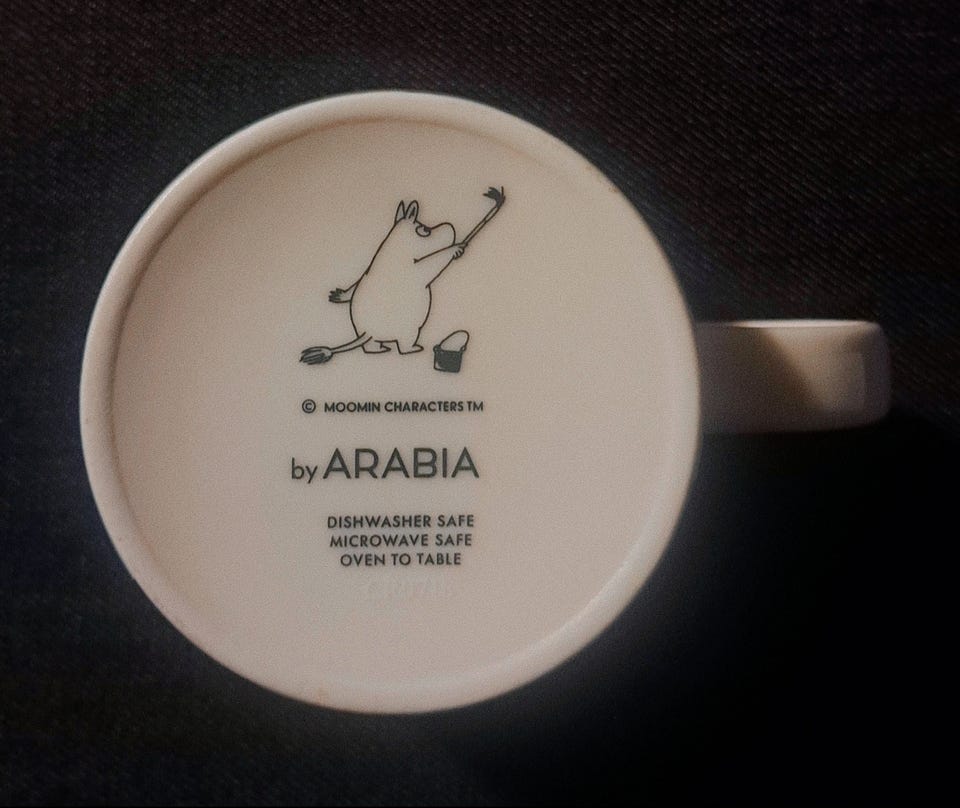 © MOOMIN CHARACTERS TM
by ARABIA
DISHWASHER SAFE
MICROWAVE SAFE
OVEN TO TABLE